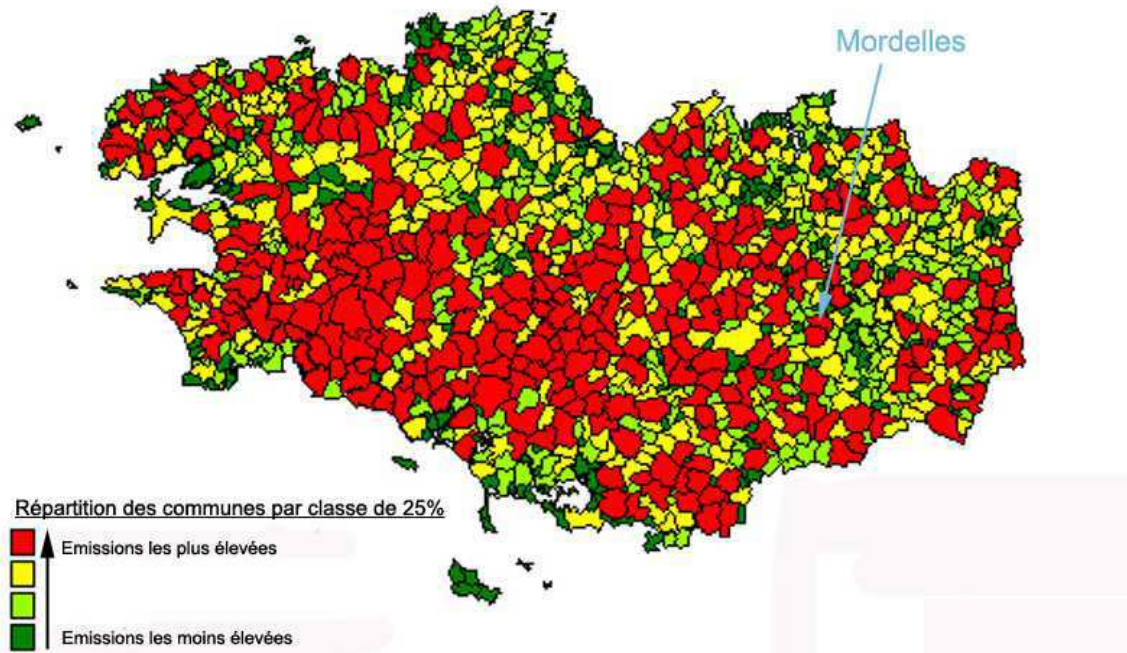 Mordelles
Répartition des communes par classe de 25%
Emissions les plus élevées
Emissions les moins élevées